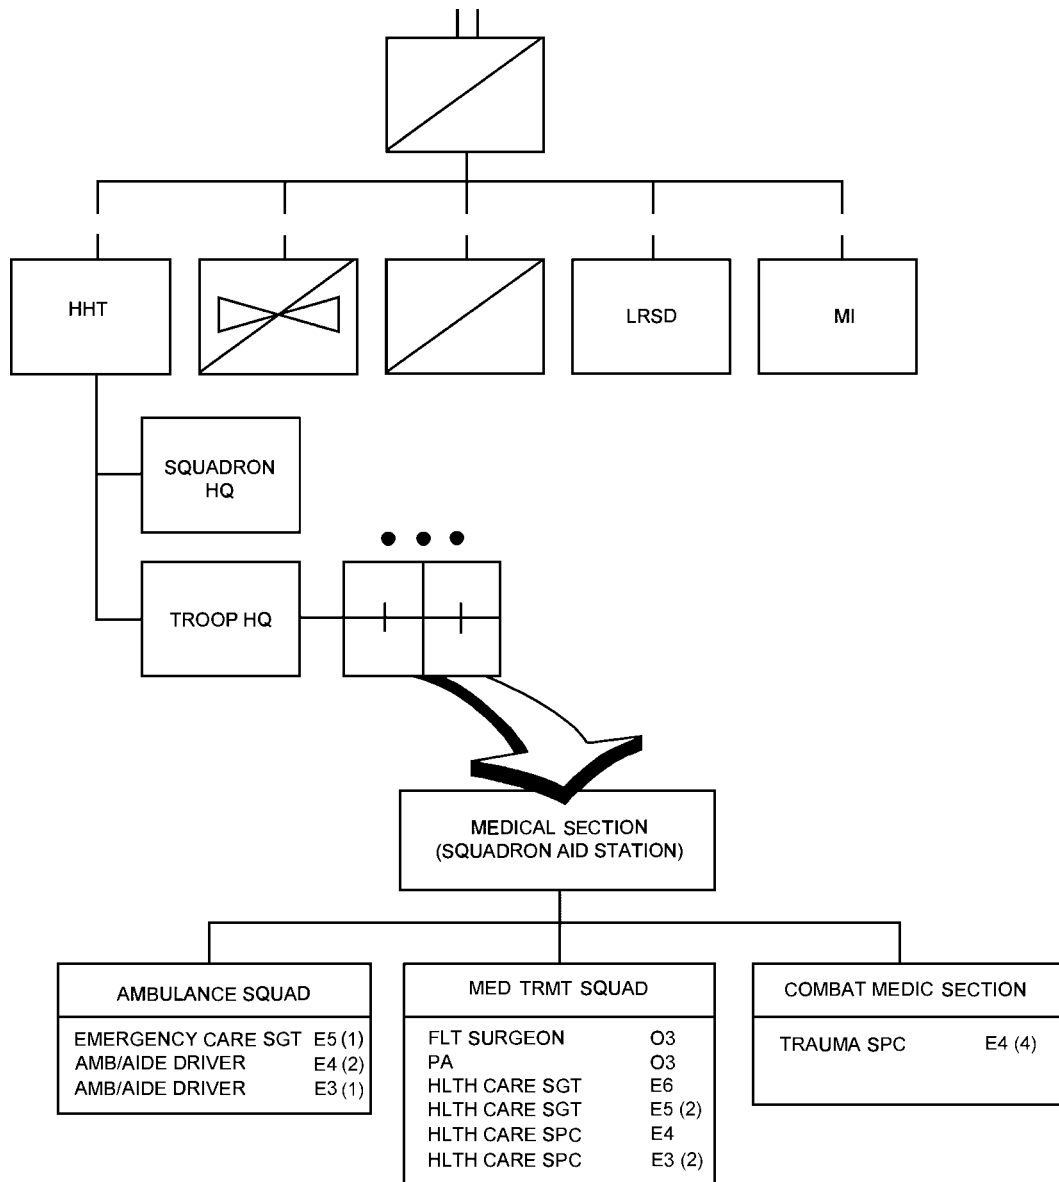 HHT
LRSD
MI
SQUADRON
HQ
TROOP HQ
MEDICAL SECTION
(SQUADRON AID STATION)
AMBULANCE SQUAD
EMERGENCY CARE SGT E5 (1)
AMB/AIDE DRIVER E4 (2)
AMB/AIDE DRIVER E3 (1)
MED TRMT SQUAD
FLT SURGEON O3
PA O3
HLTH CARE SGT E6
HLTH CARE SGT E5 (2)
HLTH CARE SPC E4
HLTH CARE SPC E3 (2)
COMBAT MEDIC SECTION
TRAUMA SPC E4 (4)